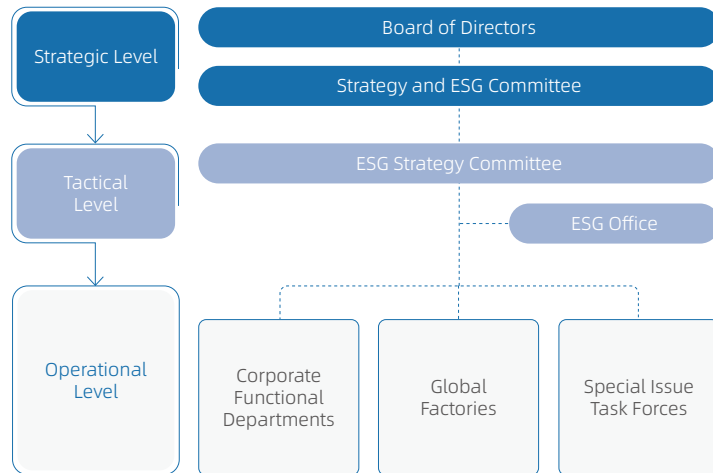 Strategic Level
Board of Directors
Strategy and ESG Committee
Tactical
Level
ESG Strategy Committee
ESG Office
Operational
Level
Corporate
Functional
Departments
Global
Factories
Special Issue
Task Forces